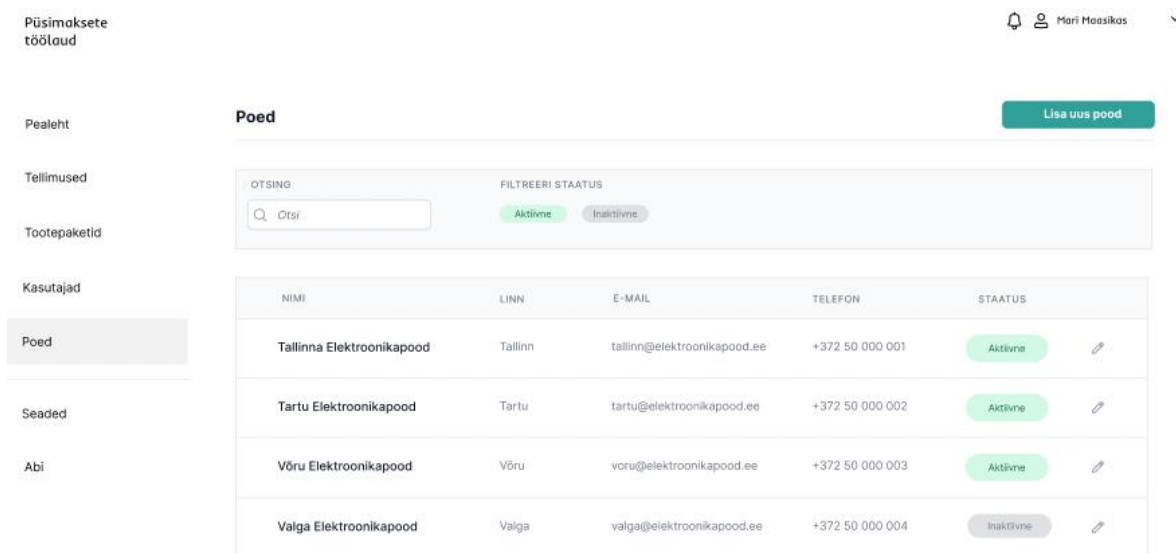 Püsimaksete
töölaud
Mari Maasikas
Pealeht
Tellimused
Tootepaketid
Kasutajad
Poed
Seaded
Abi
Poed
Lisa uus pood
OTSING
FILTREERI STAATUS
Otsi
Aktiivne Inaktiivne
NIMI LINN E-MAIL TELEFON STAATUS
Tallinna Elektroonikapood Tallinn tallinn@elektroonikapood.ee +372 50 000 001 Aktiivne
Tartu Elektroonikapood Tartu tartu@elektroonikapood.ee +372 50 000 002 Aktiivne
Võru Elektroonikapood Võru voru@elektroonikapood.ee +372 50 000 003 Aktiivne
Valga Elektroonikapood Valga valga@elektroonikapood.ee +372 50 000 004 Inaktiivne